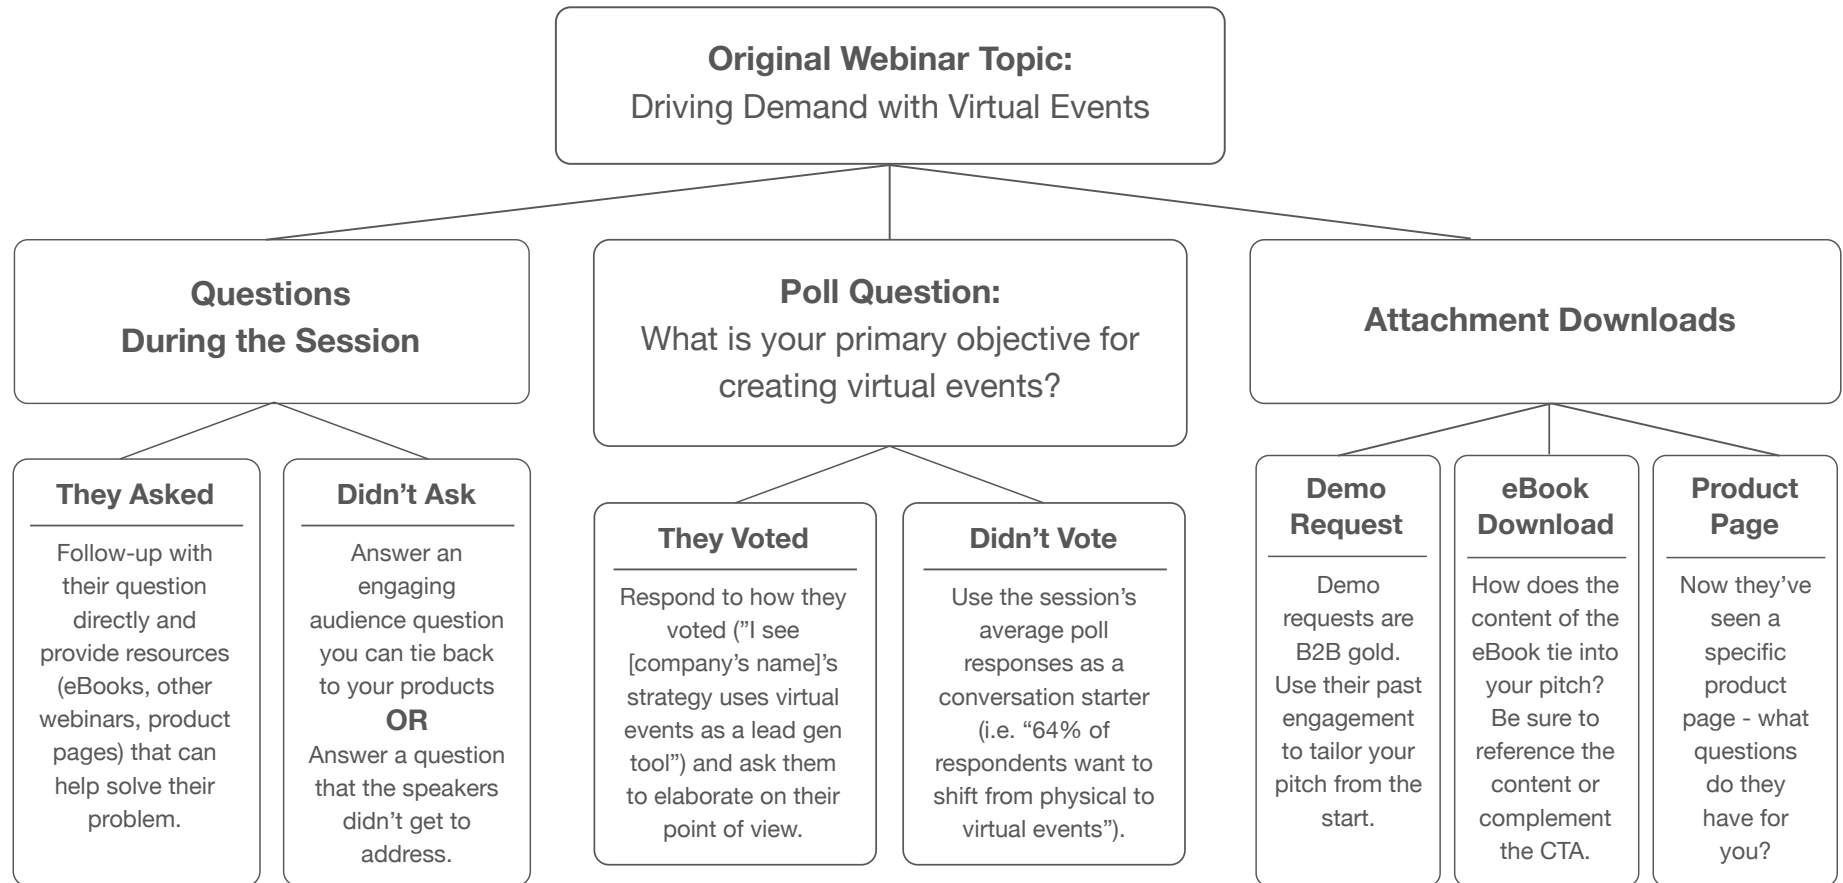 Original Webinar Topic:
Driving Demand with Virtual Events
Questions
During the Session
Poll Question:
What is your primary objective for
creating virtual events?
Attachment Downloads
They Asked
Follow-up with
their question
directly and
provide resources
(eBooks, other
webinars, product
pages) that can
help solve their
problem.
Didn’t Ask
Answer an
engaging
audience question
you can tie back
to your products
OR
Answer a question
that the speakers
didn’t get to
address.
They Voted
Respond to how they
voted (”I see
[company’s name]’s
strategy uses virtual
events as a lead gen
tool”) and ask them
to elaborate on their
point of view.
Didn’t Vote
Use the session’s
average poll
responses as a
conversation starter
(i.e. “64% of
respondents want to
shift from physical to
virtual events”).
Demo
Request
Demo
requests are
B2B gold.
Use their past
engagement
to tailor your
pitch from the
start.
eBook
Download
How does the
content of the
eBook tie into
your pitch?
Be sure to
reference the
content or
complement
the CTA.
Product
Page
Now they’ve
seen a
specific
product
page - what
questions
do they
have for
you?